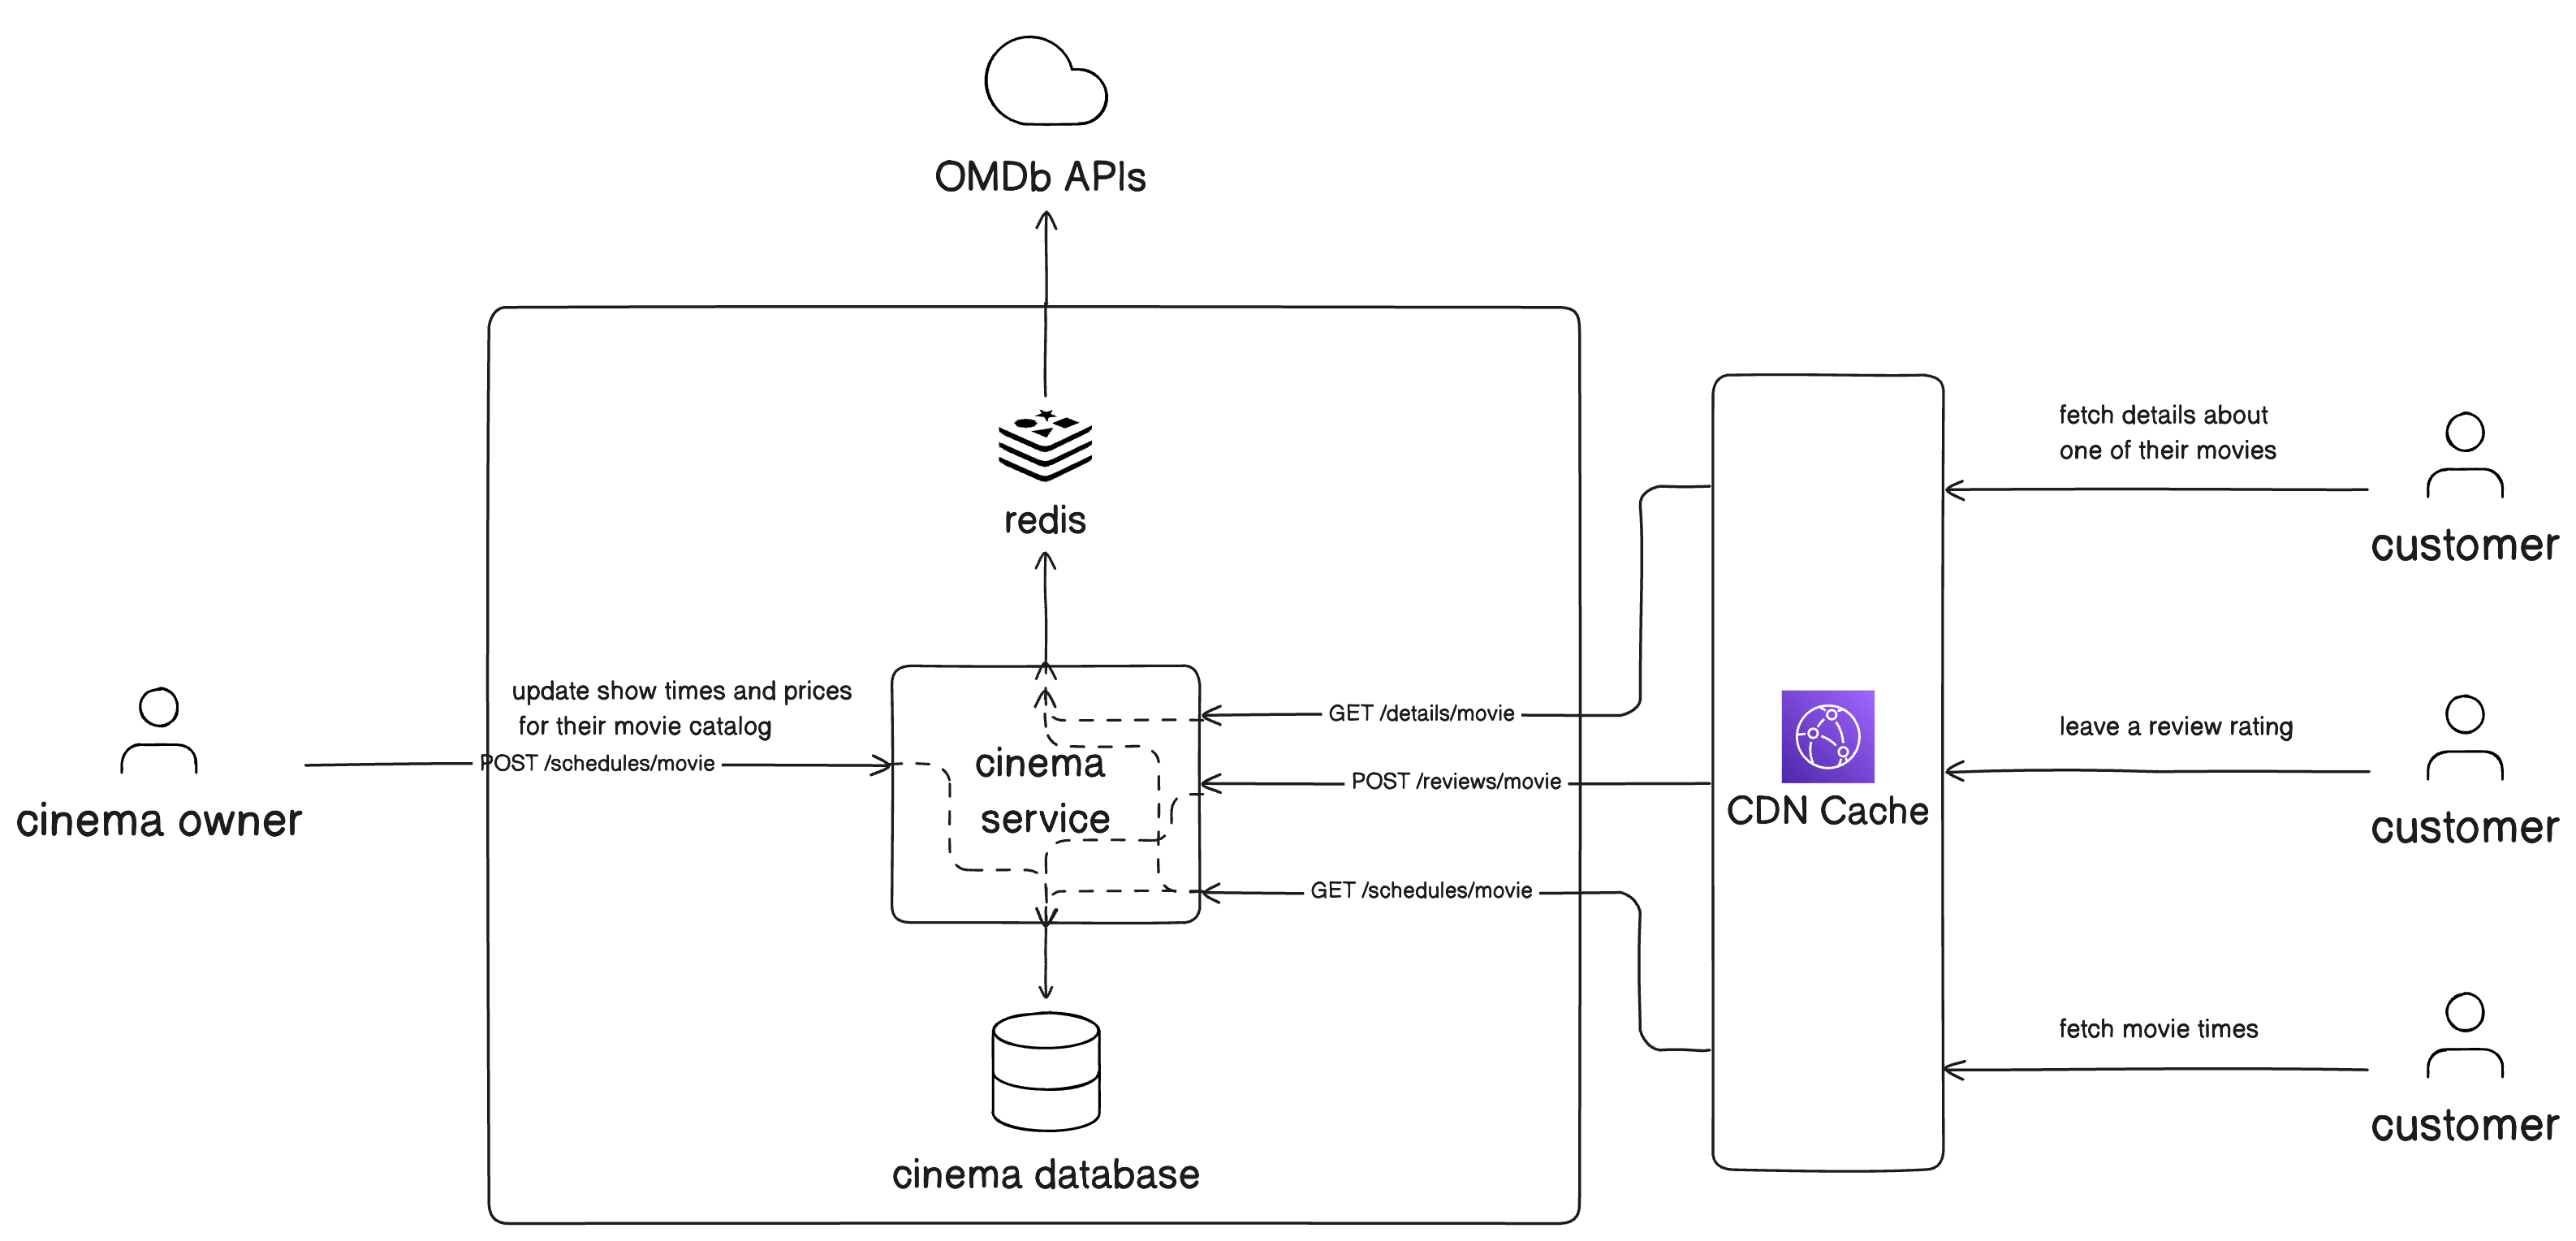 OMDb APIs
redis
fetch details about
one of their movies
customer
update show times and prices
for their movie catalog
POST /schedules/movie
cinema owner
cinema
service
GET /details/movie
POST /reviews/movie
GET /schedules/movie
CDN Cache
leave a review rating
customer
fetch movie times
customer
cinema database